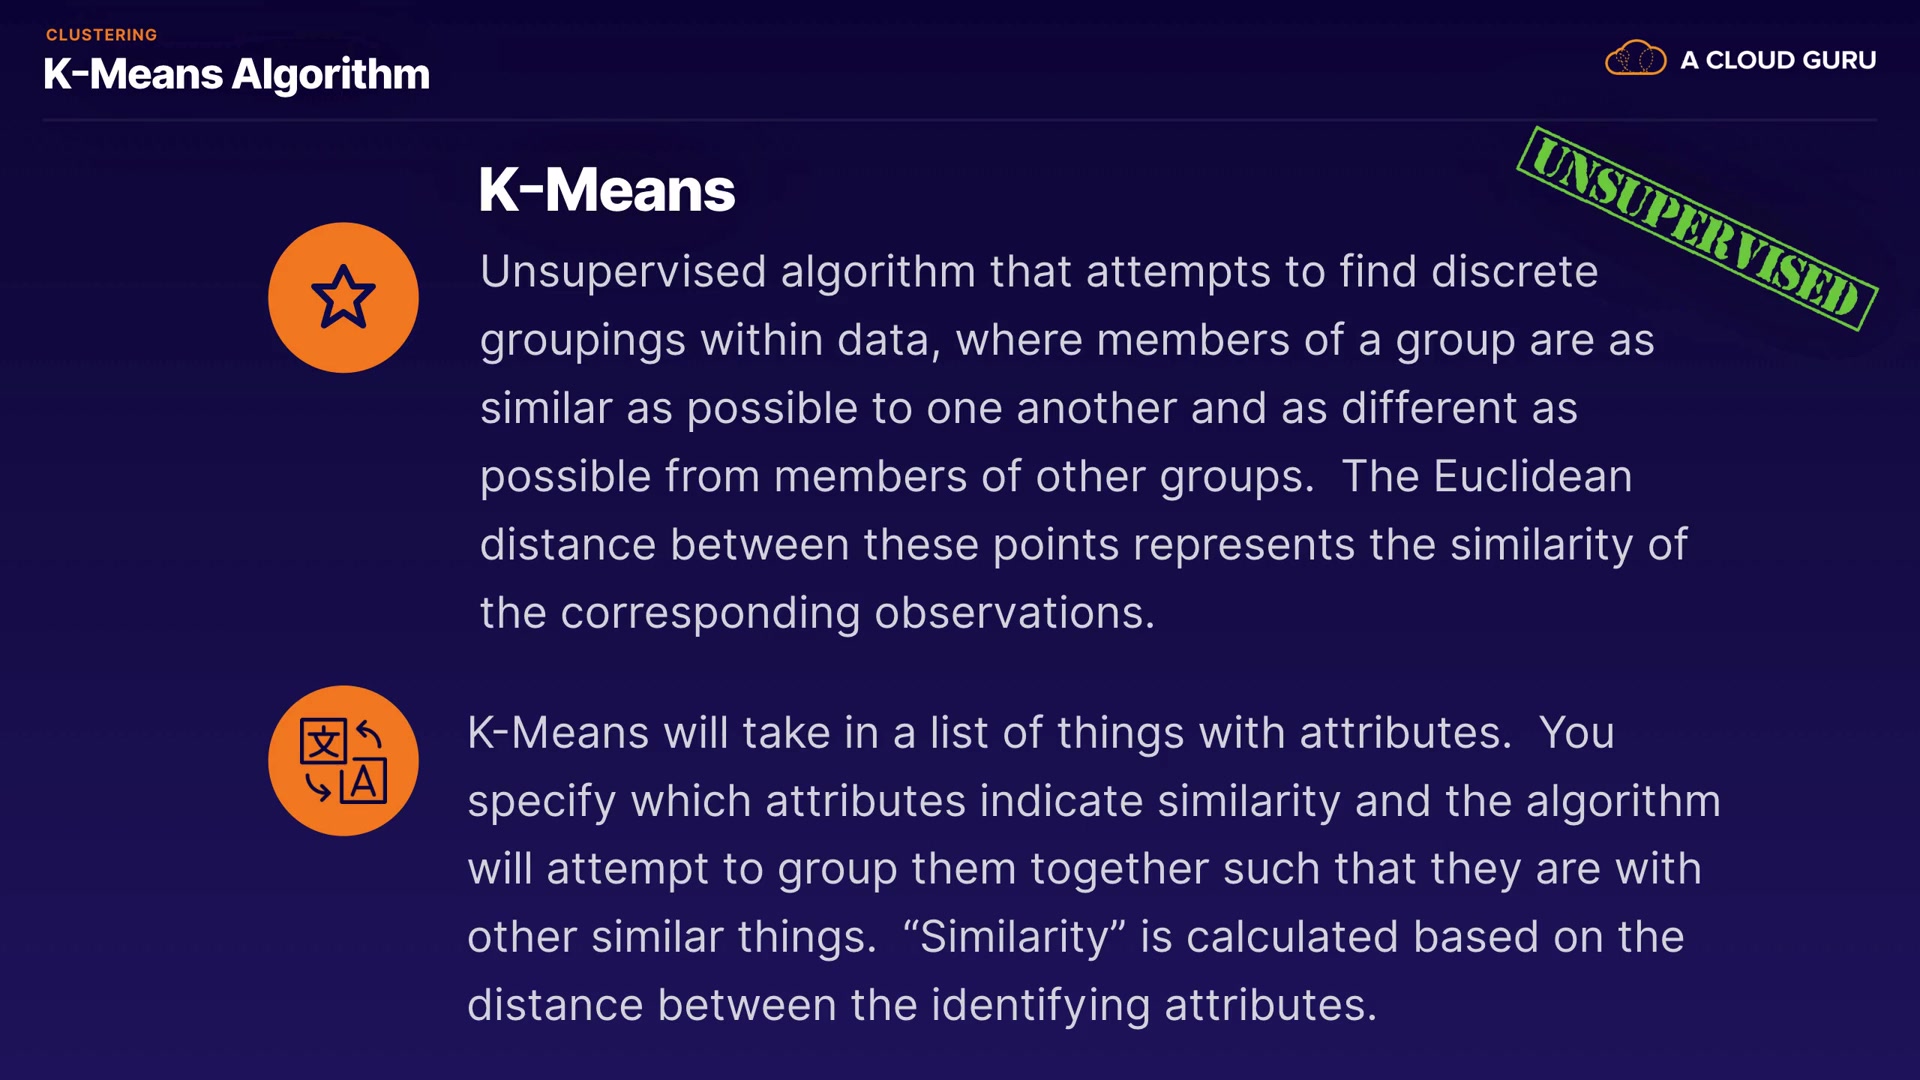 CLUSTERING
K-Means Algorithm
A CLOUD GURU
UNSUPERVISED
K-Means
Unsupervised algorithm that attempts to find discrete
groupings within data, where members of a group are as
similar as possible to one another and as different as
possible from members of other groups.  The Euclidean
distance between these points represents the similarity of
the corresponding observations.
文
A
K-Means will take in a list of things with attributes.  You
specify which attributes indicate similarity and the algorithm
will attempt to group them together such that they are with
other similar things.  “Similarity” is calculated based on the
distance between the identifying attributes.